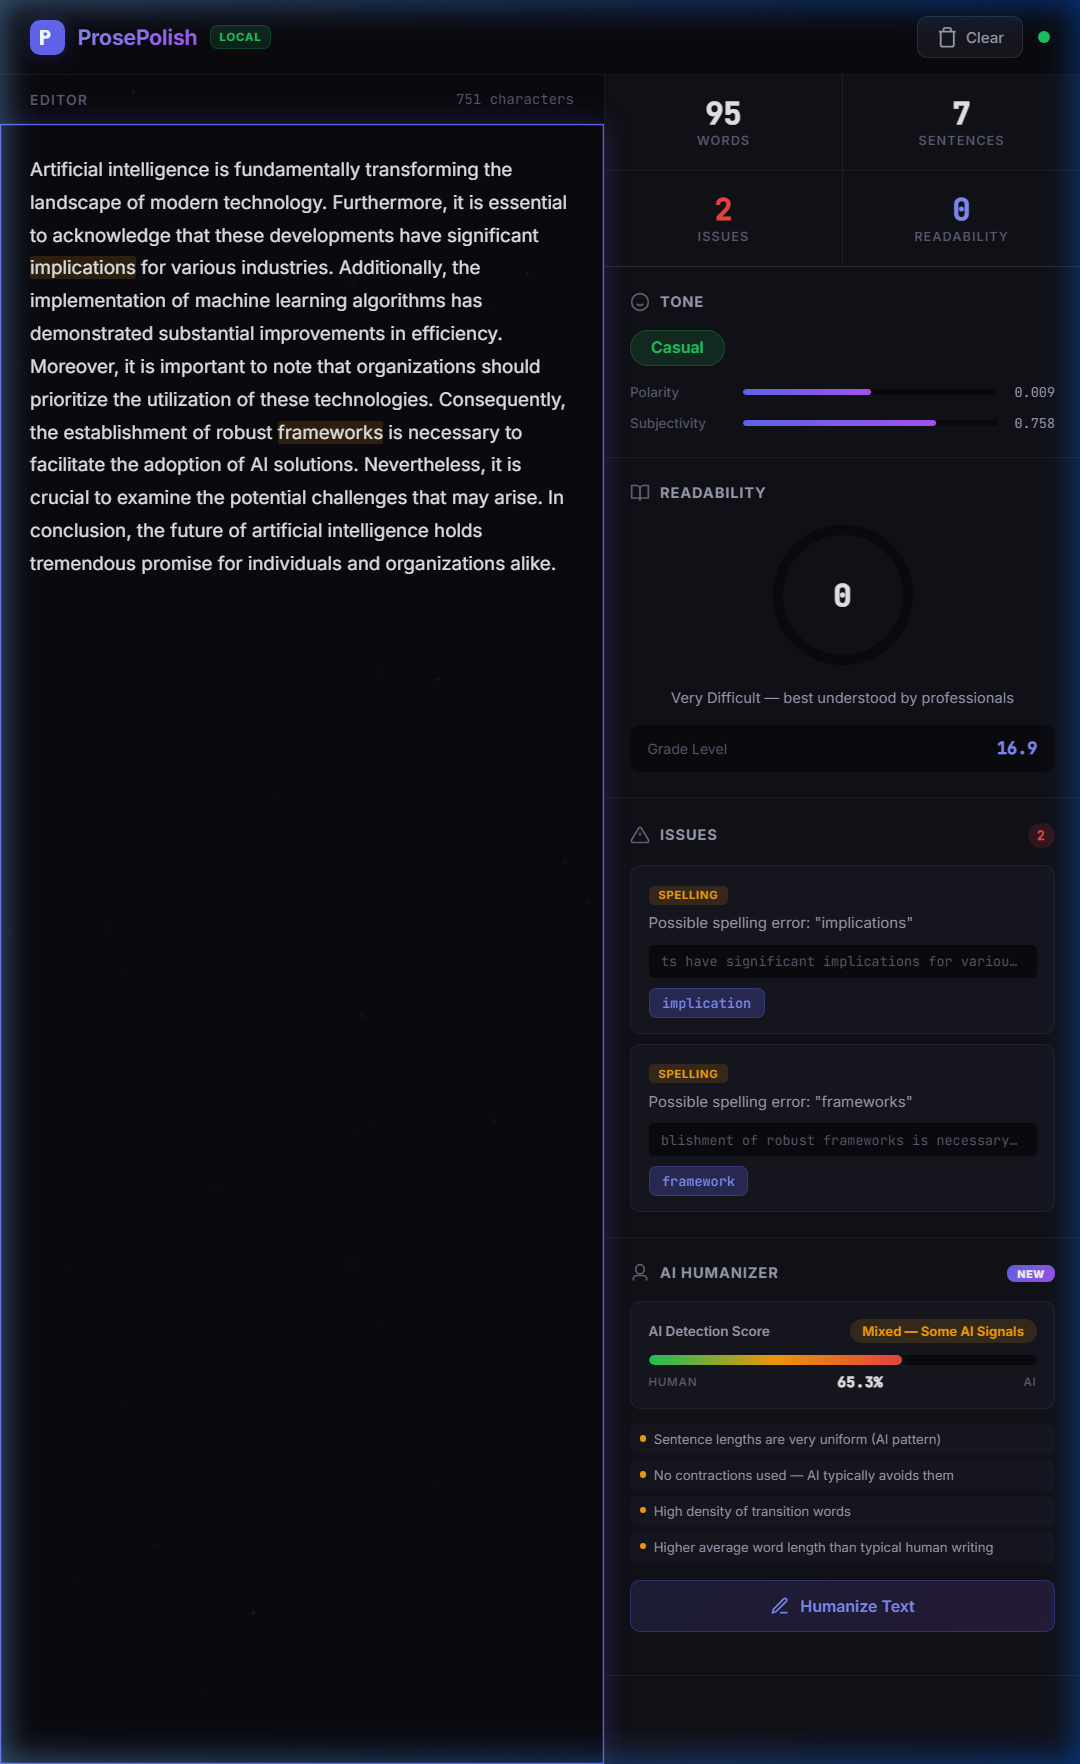 P ProsePolish LOCAL
Clear
EDITOR 751 characters
Artificial intelligence is fundamentally transforming the
landscape of modern technology. Furthermore, it is essential
to acknowledge that these developments have significant
implications for various industries. Additionally, the
implementation of machine learning algorithms has
demonstrated substantial improvements in efficiency.
Moreover, it is important to note that organizations should
prioritize the utilization of these technologies. Consequently,
the establishment of robust frameworks is necessary to
facilitate the adoption of AI solutions. Nevertheless, it is
crucial to examine the potential challenges that may arise. In
conclusion, the future of artificial intelligence holds
tremendous promise for individuals and organizations alike.
95
WORDS
7
SENTENCES
2
ISSUES
0
READABILITY
TONE
Casual
Polarity 0.009
Subjectivity 0.758
READABILITY
0
Very Difficult — best understood by professionals
Grade Level 16.9
ISSUES 2
SPELLING
Possible spelling error: "implications"
ts have significant implications for variou…
implication
SPELLING
Possible spelling error: "frameworks"
blishment of robust frameworks is necessary…
framework
AI HUMANIZER NEW
AI Detection Score Mixed — Some AI Signals
HUMAN 65.3% AI
Sentence lengths are very uniform (AI pattern)
No contractions used — AI typically avoids them
High density of transition words
Higher average word length than typical human writing
Humanize Text